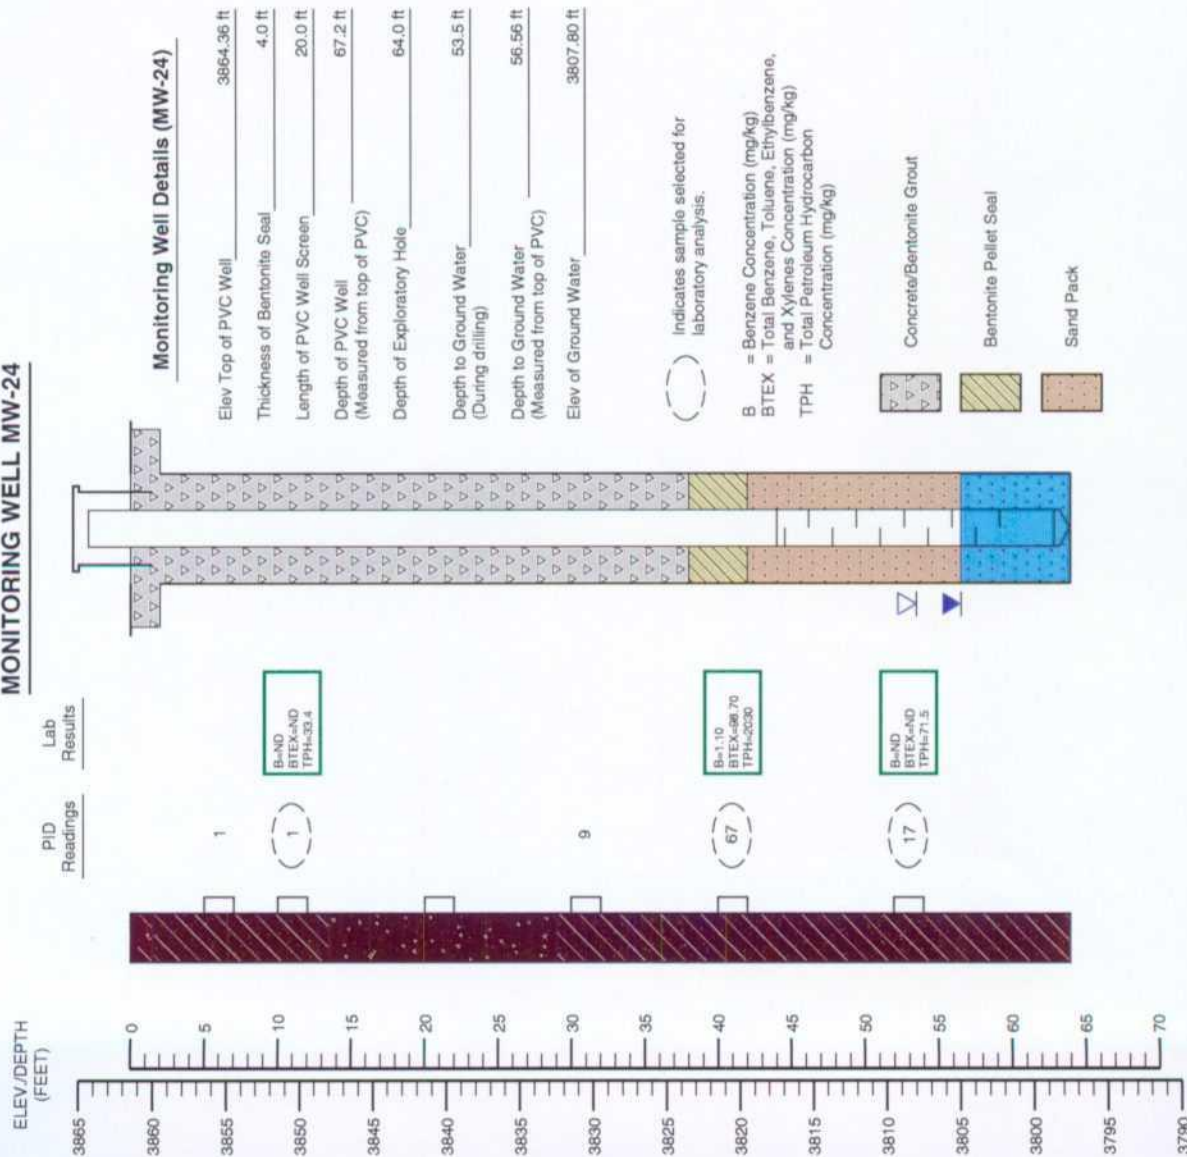 MONITORING WELL MW-24
ELEV./DEPTH
(FEET)
PID
Readings
Lab
Results
3865
3860
3855
3850
3845
3840
3835
3830
3825
3820
3815
3810
3805
3800
3795
3790
0
5
10
15
20
25
30
35
40
45
50
55
60
65
70
1
1
9
67
17
B=ND
BTEX=ND
TPH=33.4
B=1.10
BTEX=98.70
TPH=2030
B=ND
BTEX=ND
TPH=71.5
Monitoring Well Details (MW-24)
Elev Top of PVC Well 3864.36 ft
Thickness of Bentonite Seal 4.0 ft
Length of PVC Well Screen 20.0 ft
Depth of PVC Well 67.2 ft
(Measured from top of PVC)
Depth of Exploratory Hole 64.0 ft
Depth to Ground Water 53.5 ft
(During drilling)
Depth to Ground Water 56.56 ft
(Measured from top of PVC)
Elev of Ground Water 3807.80 ft
Indicates sample selected for
laboratory analysis.
B = Benzene Concentration (mg/kg)
BTEX = Total Benzene, Toluene, Ethylbenzene,
and Xylenes Concentration (mg/kg)
TPH = Total Petroleum Hydrocarbon
Concentration (mg/kg)
Concrete/Bentonite Grout
Bentonite Pellet Seal
Sand Pack